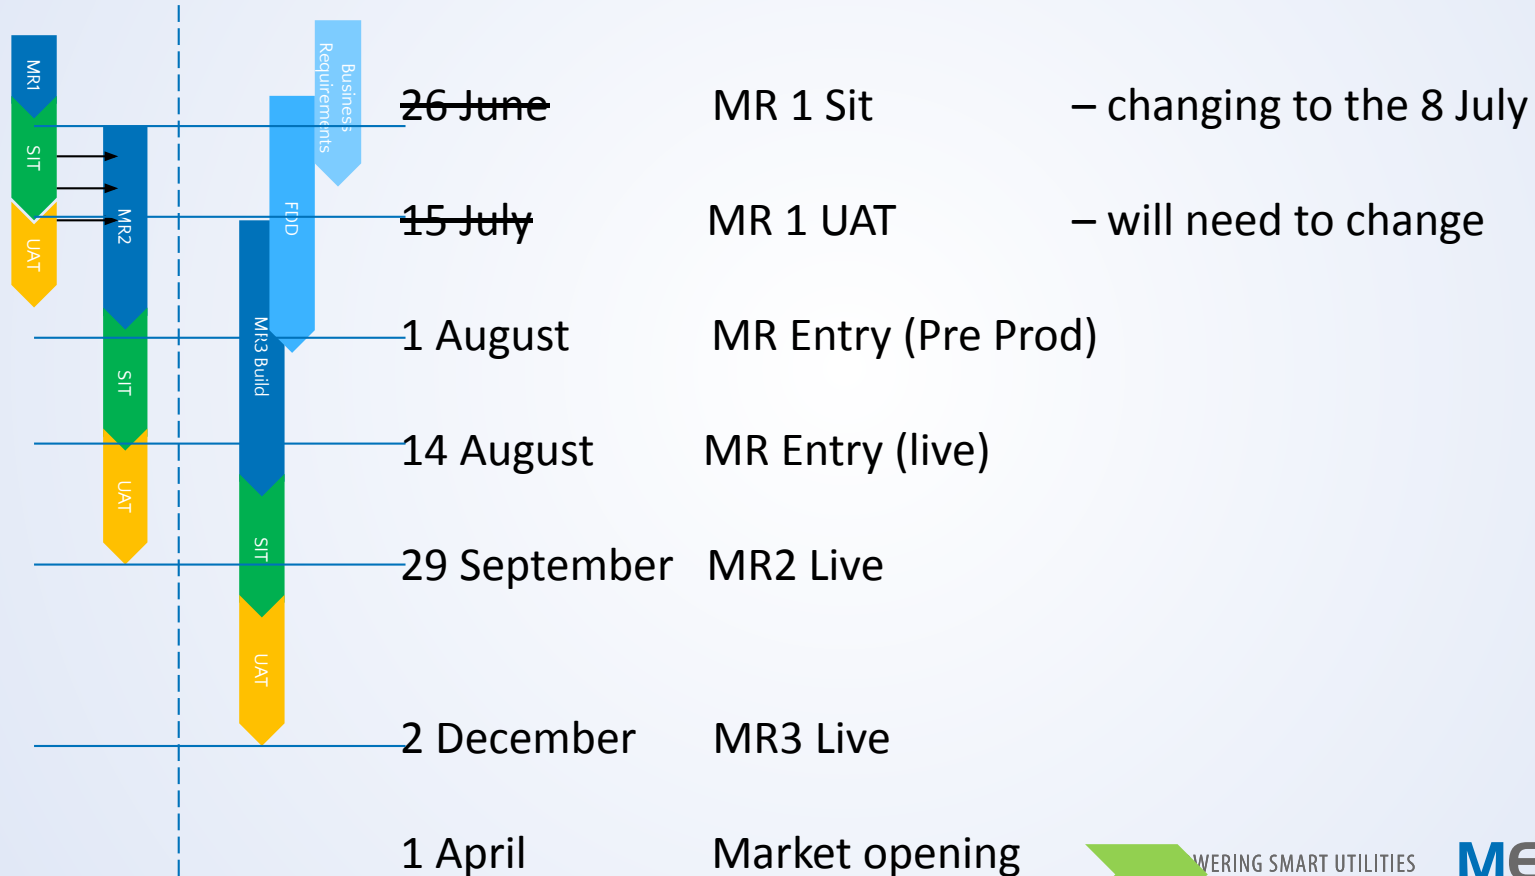 MR1
SIT
UAT
MR2
SIT
UAT
MR3 Build
SIT
UAT
FDD
Business
Requirements
26 June MR 1 Sit – changing to the 8 July
15 July MR 1 UAT – will need to change
1 August MR Entry (Pre Prod)
14 August MR Entry (live)
29 September MR2 Live
2 December MR3 Live
1 April Market opening
WERING SMART UTILITIES